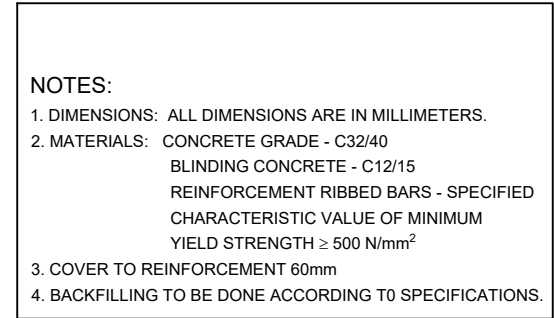 NOTES:
1. DIMENSIONS: ALL DIMENSIONS ARE IN MILLIMETERS.
2. MATERIALS: CONCRETE GRADE - C32/40
BLINDING CONCRETE - C12/15
REINFORCEMENT RIBBED BARS - SPECIFIED
CHARACTERISTIC VALUE OF MINIMUM
YIELD STRENGTH ≥ 500 N/mm²
3. COVER TO REINFORCEMENT 60mm
4. BACKFILLING TO BE DONE ACCORDING T0 SPECIFICATIONS.